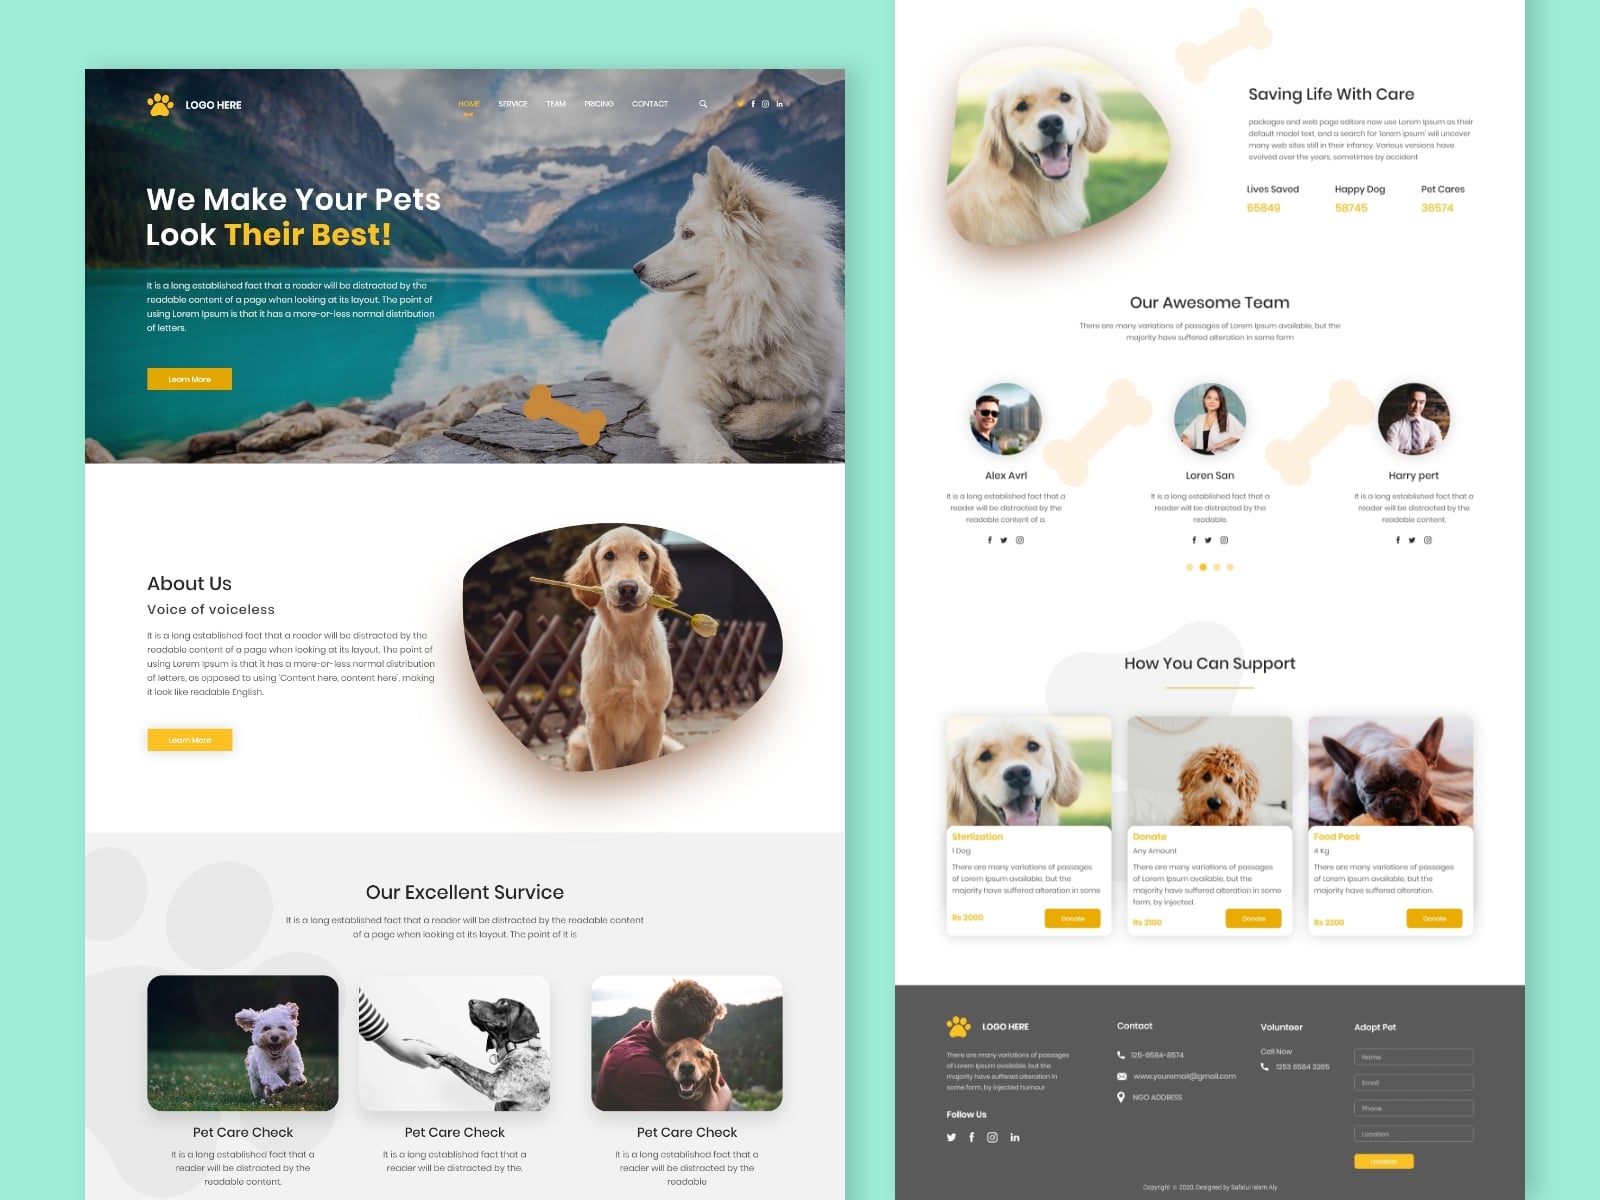 LOGO HERE
HOME SERVICE TEAM PRICING CONTACT
We Make Your Pets
Look Their Best!
It is a long established fact that a reader will be distracted by the
readable content of a page when looking at its layout. The point of
using Lorem Ipsum is that it has a more-or-less normal distribution
of letters.
Learn More
About Us
Voice of voiceless
It is a long established fact that a reader will be distracted by the
readable content of a page when looking at its layout. The point of
using Lorem Ipsum is that it has a more-or-less normal distribution
of letters, as opposed to using 'Content here, content here', making
it look like readable English.
Learn More
Our Excellent Survice
It is a long established fact that a reader will be distracted by the readable content
of a page when looking at its layout. The point of It is
Pet Care Check
It is a long established fact that a
reader will be distracted by the
readable content.
Pet Care Check
It is a long established fact that a
reader will be distracted by the.
Pet Care Check
It is a long established fact that a
reader will be distracted by the
readable
Saving Life With Care
packages and web page editors now use Lorem Ipsum as their
default model text, and a search for 'lorem ipsum' will uncover
many web sites still in their infancy. Various versions have
evolved over the years, sometimes by accident
Lives Saved Happy Dog Pet Cares
65849 58745 36574
Our Awesome Team
There are many variations of passages of Lorem Ipsum available, but the
majority have suffered alteration in some form
Alex Avrl
It is a long established fact that a
reader will be distracted by the
readable content of a.
Loren San
It is a long established fact that a
reader will be distracted by the
readable.
Harry pert
It is a long established fact that a
reader will be distracted by the
readable content.
How You Can Support
Sterlization
1 Dog
There are many variations of passages
of Lorem Ipsum available, but the
majority have suffered alteration in some
Rs 2000 Donate
Donate
Any Amount
There are many variations of passages
of Lorem Ipsum available, but the
majority have suffered alteration in some
form, by injected.
Rs 2100 Donate
Food Pack
4 Kg
There are many variations of passages
of Lorem Ipsum available, but the
majority have suffered alteration.
Rs 2200 Donate
LOGO HERE
There are many variations of passages
of Lorem Ipsum available, but the
majority have suffered alteration in
some form, by injected humour
Follow Us
Contact
125-6584-8574
www.youremail@gmail.com
NGO ADDRESS
Volunteer
Call Now
1253 6584 3265
Adopt Pet
Name
Email
Phone
Location
Location
Copyright © 2020, Designed by Safatul Islam Aly